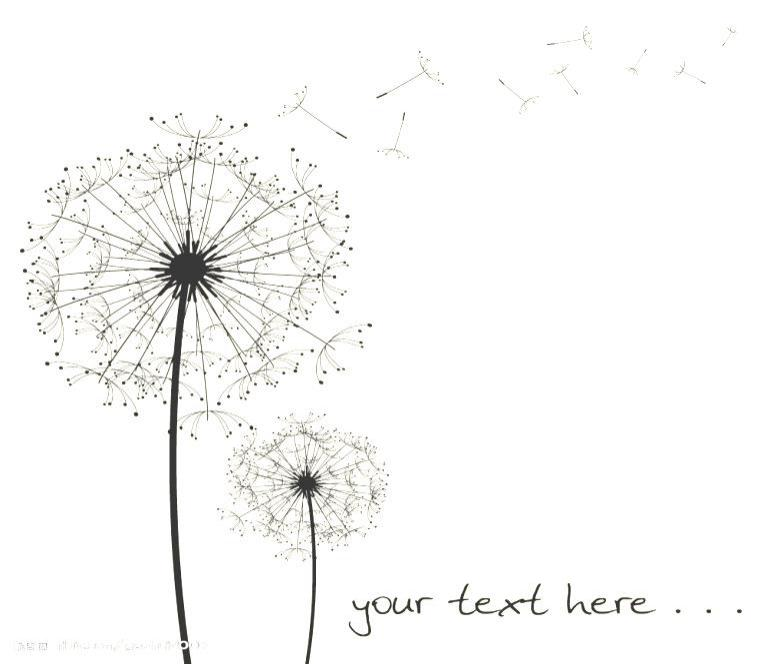 your text here . . .